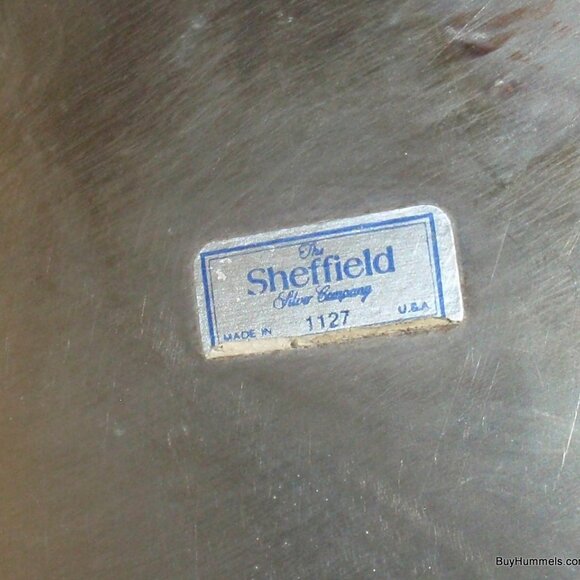 The
Sheffield
Silver Company
MADE IN 1127 U.S.A
BuyHummels.com